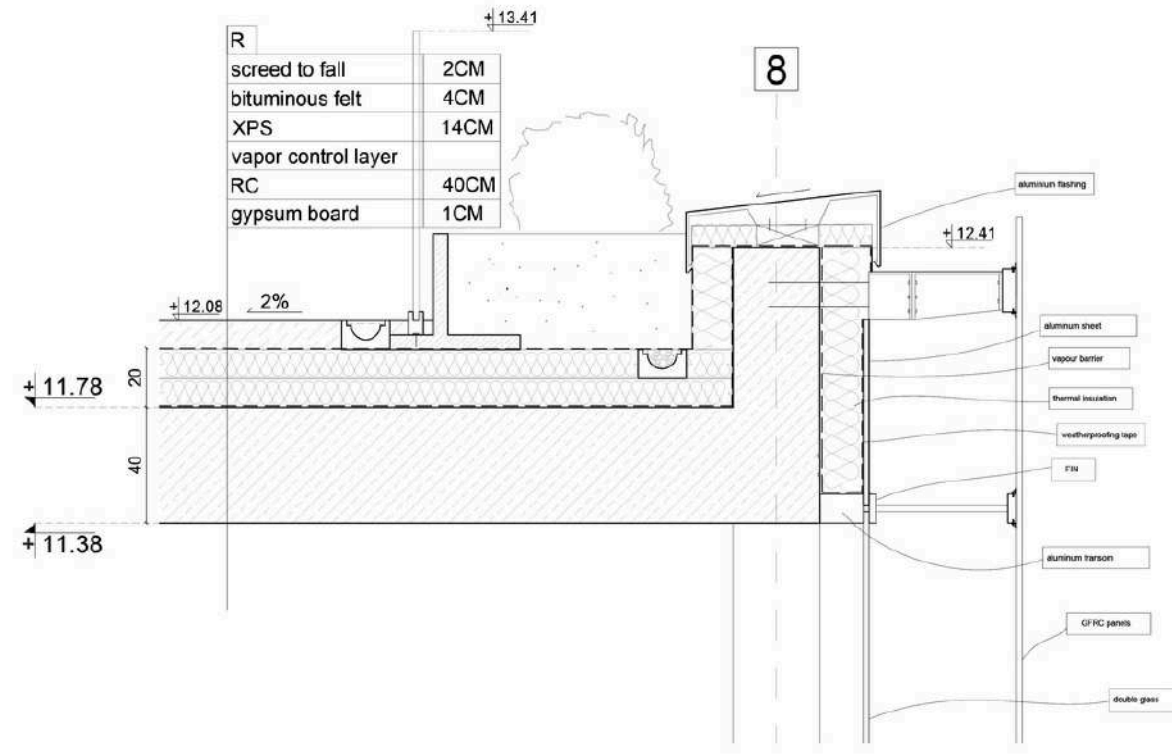 R
screed to fall 2CM
bituminous felt 4CM
XPS 14CM
vapor control layer
RC 40CM
gypsum board 1CM
+ 13.41
8
aluminium flashing
+ 12.41
+ 12.08
2%
aluminum sheet
vapour barrier
+ 11.78
20
thermal insulation
weatherproofing tape
40
FIN
+ 11.38
aluminum transom
GFRC panels
double glass